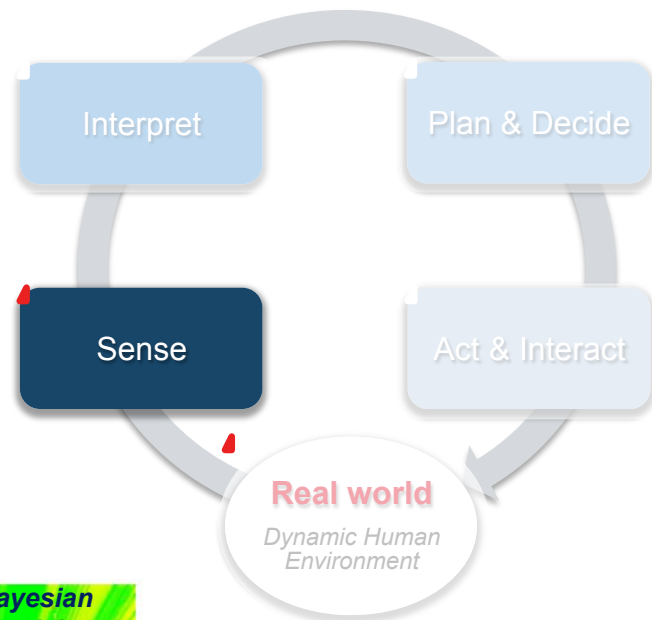 Interpret
Plan & Decide
Sense
Act & Interact
Real world
Dynamic Human
Environment
ayesian